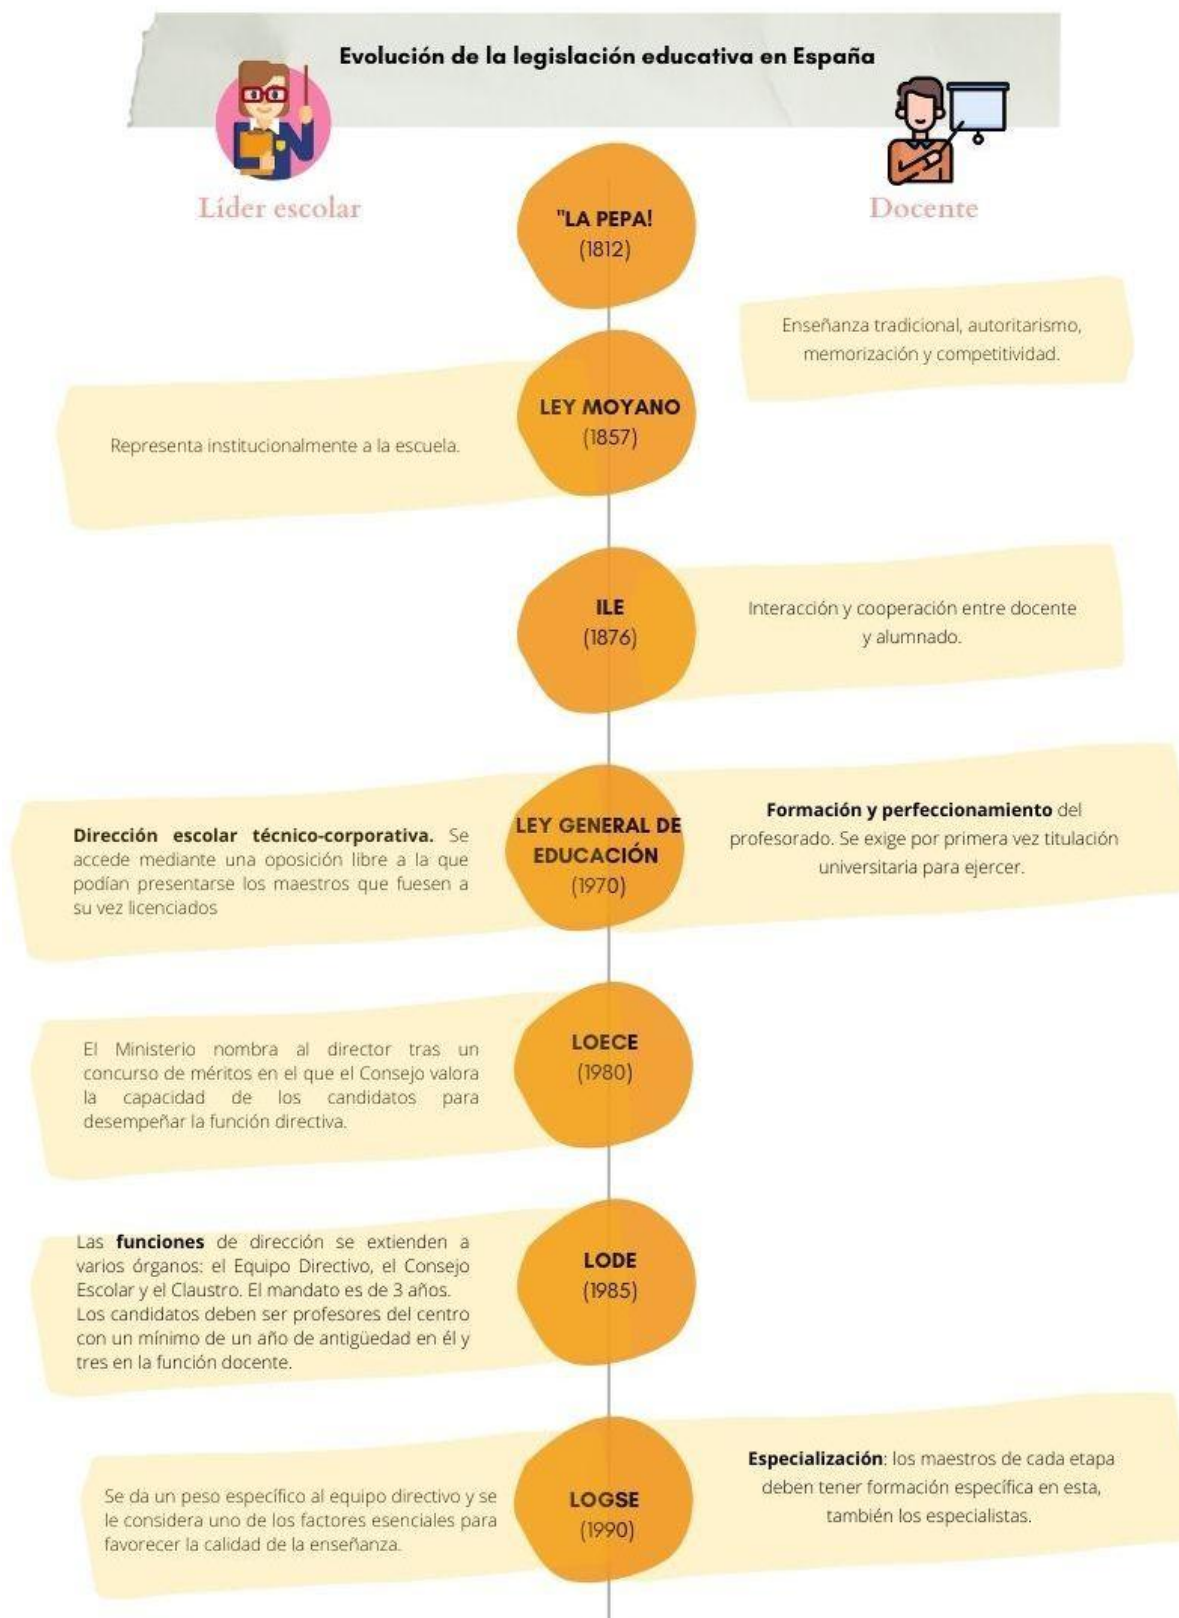 Evolución de la legislación educativa en España
Líder escolar
Docente
"LA PEPA!
(1812)
Enseñanza tradicional, autoritarismo,
memorización y competitividad.
LEY MOYANO
(1857)
Representa institucionalmente a la escuela.
ILE
(1876)
Interacción y cooperación entre docente
y alumnado.
LEY GENERAL DE
EDUCACIÓN
(1970)
Dirección escolar técnico-corporativa. Se
accede mediante una oposición libre a la que
podían presentarse los maestros que fuesen a
su vez licenciados
Formación y perfeccionamiento del
profesorado. Se exige por primera vez titulación
universitaria para ejercer.
LOECE
(1980)
El Ministerio nombra al director tras un
concurso de méritos en el que el Consejo valora
la capacidad de los candidatos para
desempeñar la función directiva.
LODE
(1985)
Las funciones de dirección se extienden a
varios órganos: el Equipo Directivo, el Consejo
Escolar y el Claustro. El mandato es de 3 años.
Los candidatos deben ser profesores del centro
con un mínimo de un año de antigüedad en él y
tres en la función docente.
LOGSE
(1990)
Se da un peso específico al equipo directivo y se
le considera uno de los factores esenciales para
favorecer la calidad de la enseñanza.
Especialización: los maestros de cada etapa
deben tener formación específica en esta,
también los especialistas.